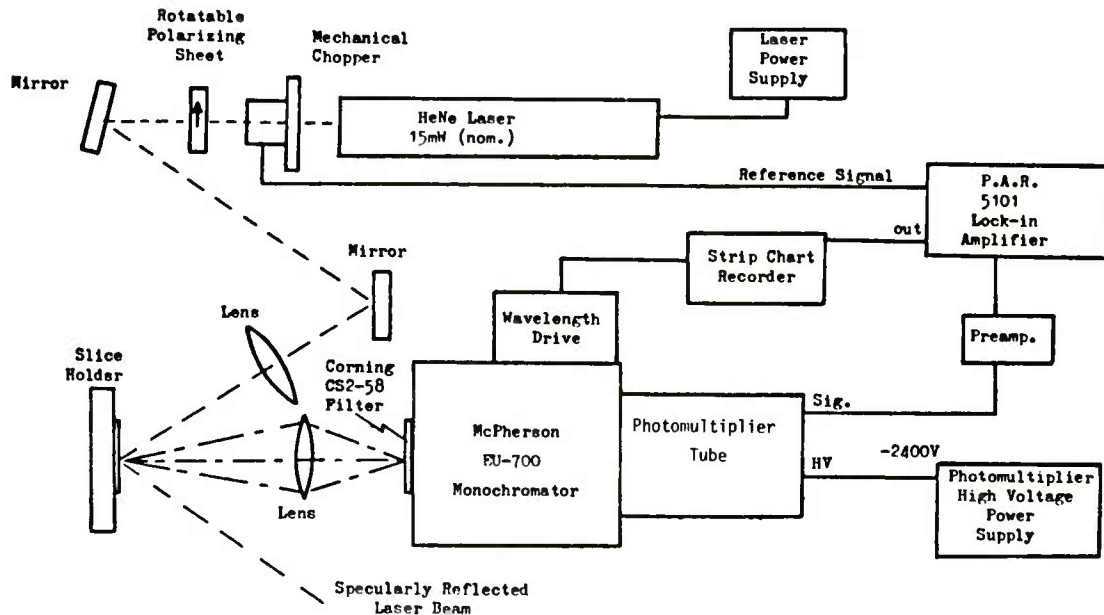 Rotatable
Polarizing
Sheet
Mechanical
Chopper
Mirror
HeNe Laser
15mW (nom.)
Laser
Power
Supply
Reference Signal
P.A.R.
5101
Lock-in
Amplifier
out
Mirror
Strip Chart
Recorder
Lens
Wavelength
Drive
Preamp.
Slice
Holder
Corning
CS2-58
Filter
McPherson
EU-700
Monochromator
Photomultiplier
Tube
Sig.
HV
-2400V
Photomultiplier
High Voltage
Power
Supply
Lens
Specularly Reflected
Laser Beam